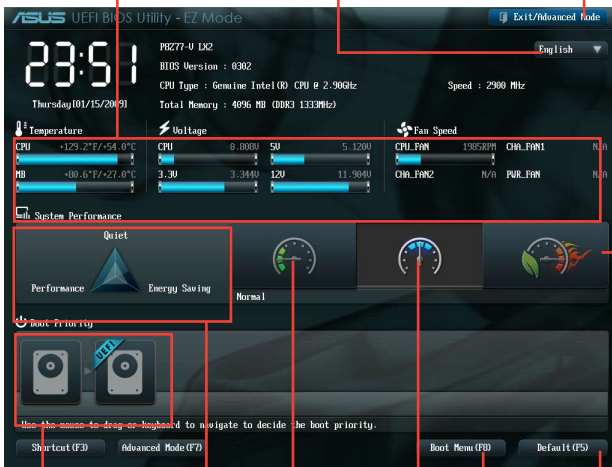 ASUS UEFI BIOS Utility - EZ Mode
Exit/Advanced Mode
23:51
Thursday[01/15/2009]
P8Z77-V LX2
BIOS Version : 0302
CPU Type : Genuine Intel(R) CPU @ 2.90GHz
Speed : 2900 MHz
Total Memory : 4096 MB (DDR3 1333MHz)
English
Temperature
CPU +129.2°F/+54.0°C
MB +80.6°F/+27.0°C
Voltage
CPU 0.808V 5V 5.120V
3.3V 3.344V 12V 11.904V
Fan Speed
CPU_FAN 1985RPM CHA_FAN1 N/A
CHA_FAN2 N/A PWR_FAN N/A
System Performance
Quiet
Performance
Energy Saving
Normal
Boot Priority
UEFI
Use the mouse to drag or keyboard to navigate to decide the boot priority.
Shortcut(F3)
Advanced Mode(F7)
Boot Menu(F8)
Default(F5)